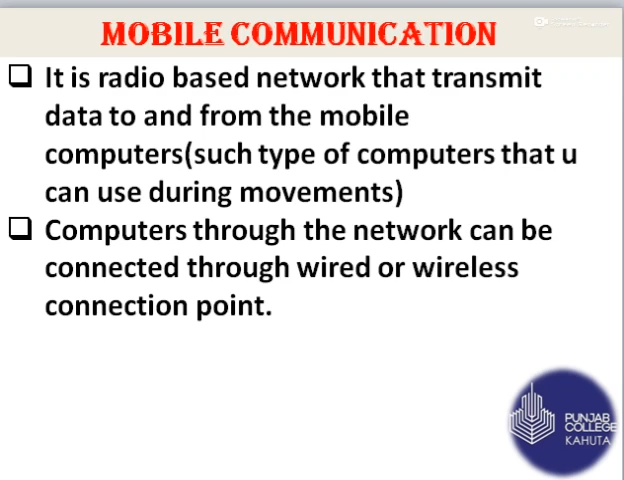 MOBILE COMMUNICATION
It is radio based network that transmit
data to and from the mobile
computers(such type of computers that u
can use during movements)
Computers through the network can be
connected through wired or wireless
connection point.
PUNJAB
COLLEGE
KAHUTA